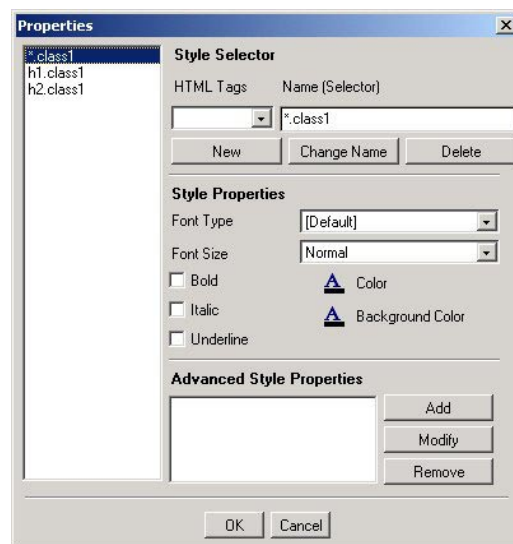 Properties
*.class1
h1.class1
h2.class1
Style Selector
HTML Tags Name (Selector)
*.class1
New Change Name Delete
Style Properties
Font Type [Default]
Font Size Normal
Bold A Color
Italic A Background Color
Underline
Advanced Style Properties
Add
Modify
Remove
OK Cancel